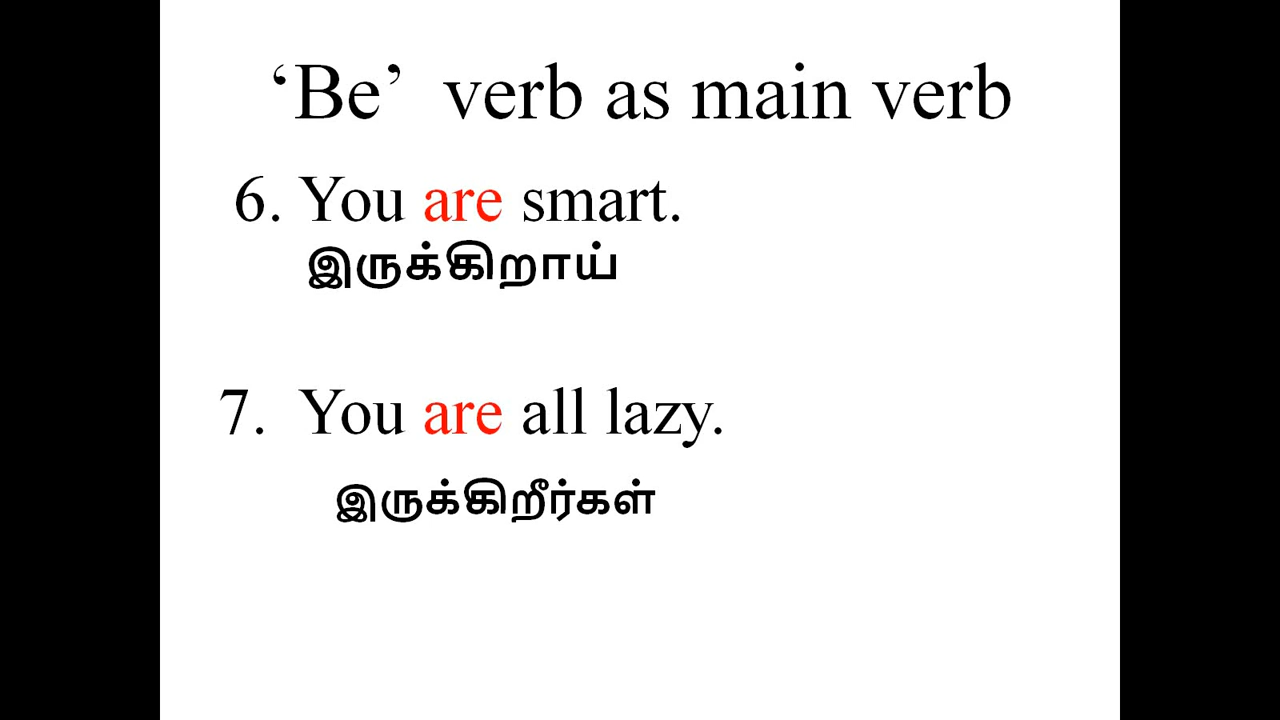 ‘Be’ verb as main verb
6. You are smart.
இருக்கிறாய்
7. You are all lazy.
இருக்கிறீர்கள்